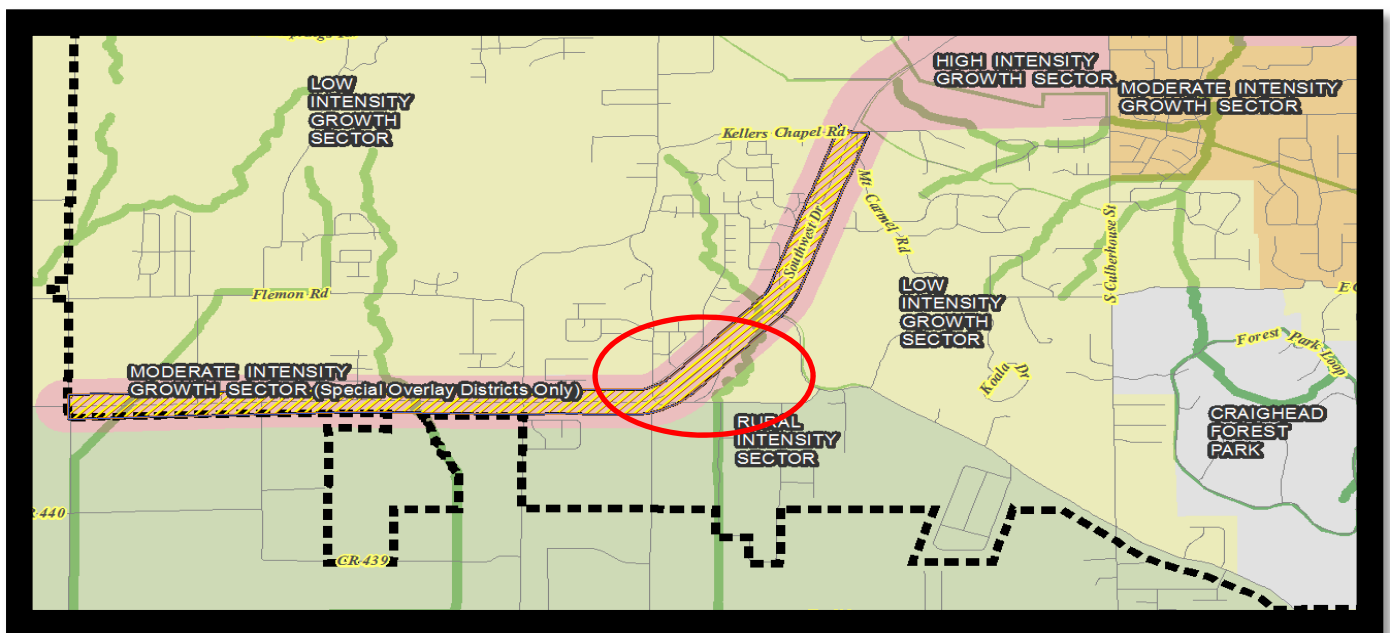 HIGH INTENSITY
GROWTH SECTOR
MODERATE INTENSITY
GROWTH SECTOR
LOW
INTENSITY
GROWTH
SECTOR
Kellers Chapel Rd
Mt Carmel Rd
Southwest Dr
S Culberhouse St
Flemon Rd
LOW
INTENSITY
GROWTH
SECTOR
Forest Park Loop
MODERATE INTENSITY
GROWTH SECTOR (Special Overlay Districts Only)
Koala Dr
CRAIGHEAD
FOREST
PARK
RURAL
INTENSITY
SECTOR
440
CR 439